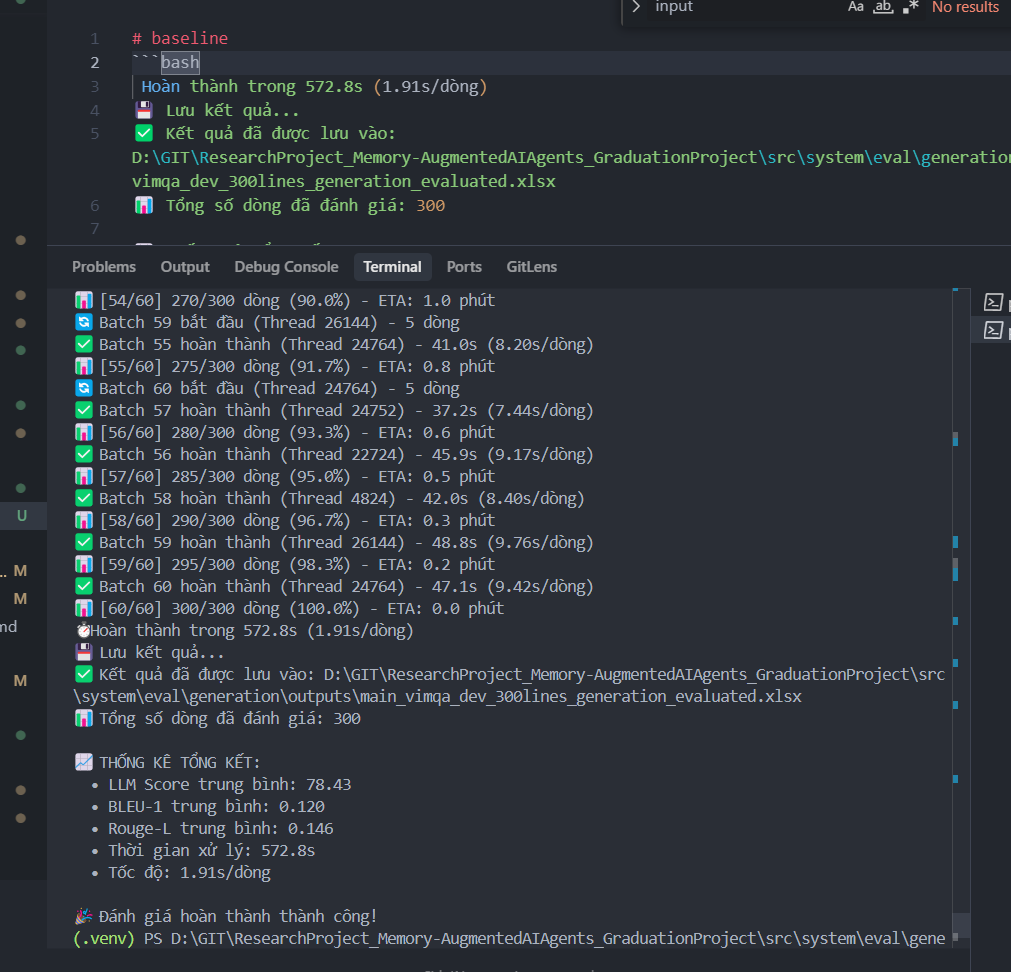 input Aa ab No results
1 # baseline
2 ```bash
3 Hoàn thành trong 572.8s (1.91s/dòng)
4 💾 Lưu kết quả...
5 ✅ Kết quả đã được lưu vào:
D:\GIT\ResearchProject_Memory-AugmentedAIAgents_GraduationProject\src\system\eval\generation
vimqa_dev_300lines_generation_evaluated.xlsx
6 📊 Tổng số dòng đã đánh giá: 300
7
Problems Output Debug Console Terminal Ports GitLens
📊 [54/60] 270/300 dòng (90.0%) - ETA: 1.0 phút
🔄 Batch 59 bắt đầu (Thread 26144) - 5 dòng
✅ Batch 55 hoàn thành (Thread 24764) - 41.0s (8.20s/dòng)
📊 [55/60] 275/300 dòng (91.7%) - ETA: 0.8 phút
🔄 Batch 60 bắt đầu (Thread 24764) - 5 dòng
✅ Batch 57 hoàn thành (Thread 24752) - 37.2s (7.44s/dòng)
📊 [56/60] 280/300 dòng (93.3%) - ETA: 0.6 phút
✅ Batch 56 hoàn thành (Thread 22724) - 45.9s (9.17s/dòng)
📊 [57/60] 285/300 dòng (95.0%) - ETA: 0.5 phút
✅ Batch 58 hoàn thành (Thread 4824) - 42.0s (8.40s/dòng)
📊 [58/60] 290/300 dòng (96.7%) - ETA: 0.3 phút
✅ Batch 59 hoàn thành (Thread 26144) - 48.8s (9.76s/dòng)
📊 [59/60] 295/300 dòng (98.3%) - ETA: 0.2 phút
✅ Batch 60 hoàn thành (Thread 24764) - 47.1s (9.42s/dòng)
📊 [60/60] 300/300 dòng (100.0%) - ETA: 0.0 phút
⏱️Hoàn thành trong 572.8s (1.91s/dòng)
💾 Lưu kết quả...
✅ Kết quả đã được lưu vào: D:\GIT\ResearchProject_Memory-AugmentedAIAgents_GraduationProject\src
\system\eval\generation\outputs\main_vimqa_dev_300lines_generation_evaluated.xlsx
📊 Tổng số dòng đã đánh giá: 300
📈 THỐNG KÊ TỔNG KẾT:
• LLM Score trung bình: 78.43
• BLEU-1 trung bình: 0.120
• Rouge-L trung bình: 0.146
• Thời gian xử lý: 572.8s
• Tốc độ: 1.91s/dòng
🎉 Đánh giá hoàn thành thành công!
(.venv) PS D:\GIT\ResearchProject_Memory-AugmentedAIAgents_GraduationProject\src\system\eval\gene
U
M
M
md
M